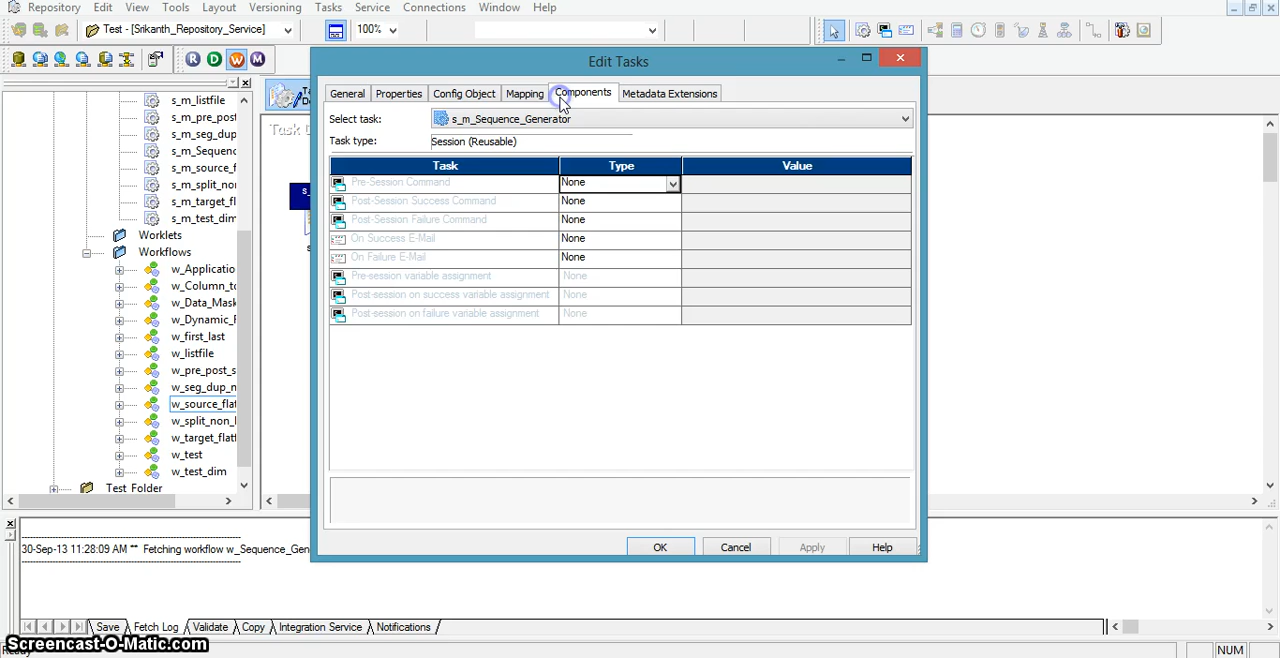 Repository Edit View Tools Layout Versioning Tasks Service Connections Window Help
Test - [Srikanth_Repository_Service] 100%
R D W M
Edit Tasks
General Properties Config Object Mapping Components Metadata Extensions
Select task: s_m_Sequence_Generator
Task type: Session (Reusable)
Task Type Value
Pre-Session Command None
Post-Session Success Command None
Post-Session Failure Command None
On Success E-Mail None
On Failure E-Mail None
Pre-session variable assignment None
Post-session on success variable assignment None
Post-session on failure variable assignment None
OK Cancel Apply Help
s_m_listfile
s_m_pre_post
s_m_seg_dup
s_m_Sequenc
s_m_source_f
s_m_split_nor
s_m_target_fl
s_m_test_dim
Worklets
Workflows
w_Applicatio
w_Column_to
w_Data_Mask
w_Dynamic_F
w_first_last
w_listfile
w_pre_post_s
w_seg_dup_n
w_source_flat
w_split_non_l
w_target_flatf
w_test
w_test_dim
Test Folder
Task
30-Sep-13 11:28:09 AM ** Fetching workflow w_Sequence_Gen
Save Fetch Log Validate Copy Integration Service Notifications
Screencast-O-Matic.com
Ready NUM